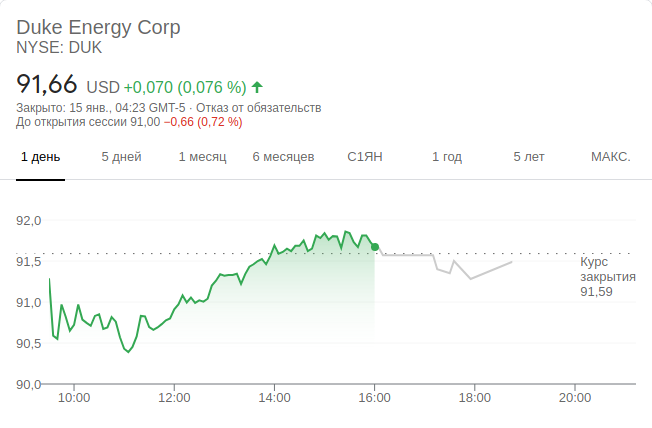 Duke Energy Corp
NYSE: DUK
91,66 USD +0,070 (0,076 %)
Закрыто: 15 янв., 04:23 GMT-5 · Отказ от обязательств
До открытия сессии 91,00 −0,66 (0,72 %)
1 день 5 дней 1 месяц 6 месяцев С1ЯН 1 год 5 лет МАКС.
92,0
91,5
91,0
90,5
90,0
Курс
закрытия
91,59
10:00 12:00 14:00 16:00 18:00 20:00